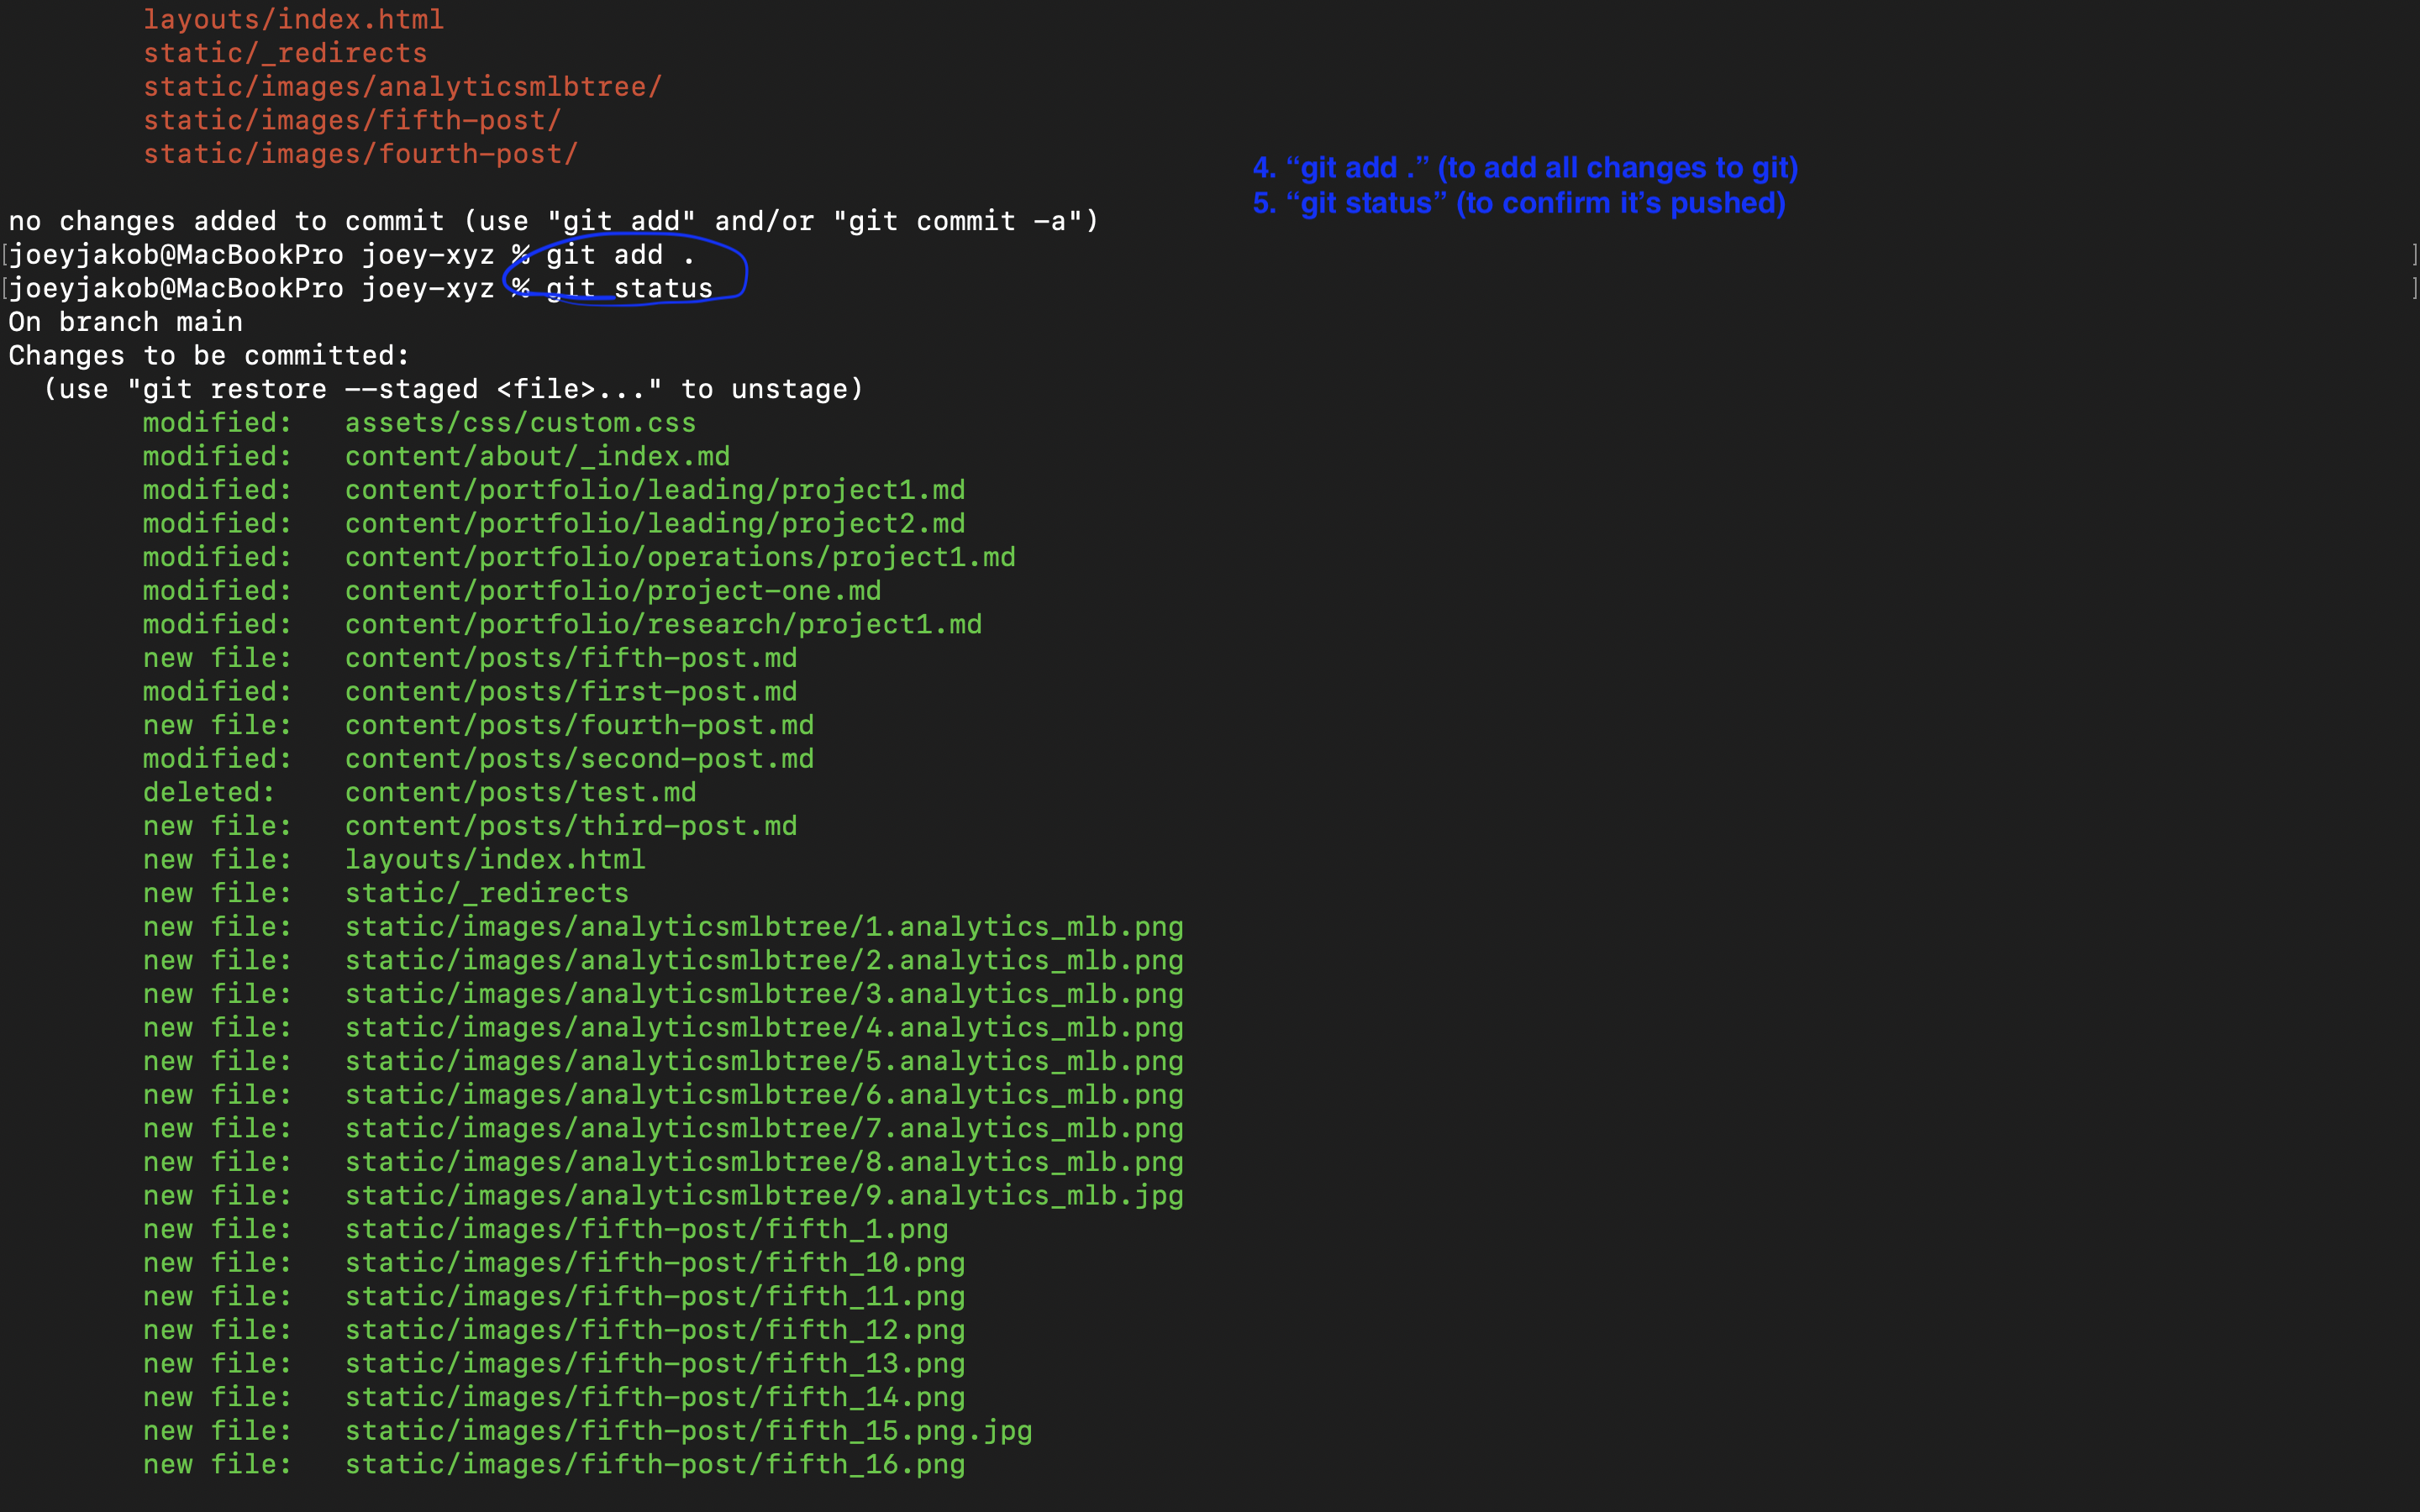 layouts/index.html
static/_redirects
static/images/analyticsmlbtree/
static/images/fifth-post/
static/images/fourth-post/
4. “git add .” (to add all changes to git)
5. “git status” (to confirm it’s pushed)
no changes added to commit (use "git add" and/or "git commit -a")
[joeyjakob@MacBookPro joey-xyz % git add . ]
[joeyjakob@MacBookPro joey-xyz % git status ]
On branch main
Changes to be committed:
(use "git restore --staged <file>..." to unstage)
modified: assets/css/custom.css
modified: content/about/_index.md
modified: content/portfolio/leading/project1.md
modified: content/portfolio/leading/project2.md
modified: content/portfolio/operations/project1.md
modified: content/portfolio/project-one.md
modified: content/portfolio/research/project1.md
new file: content/posts/fifth-post.md
modified: content/posts/first-post.md
new file: content/posts/fourth-post.md
modified: content/posts/second-post.md
deleted: content/posts/test.md
new file: content/posts/third-post.md
new file: layouts/index.html
new file: static/_redirects
new file: static/images/analyticsmlbtree/1.analytics_mlb.png
new file: static/images/analyticsmlbtree/2.analytics_mlb.png
new file: static/images/analyticsmlbtree/3.analytics_mlb.png
new file: static/images/analyticsmlbtree/4.analytics_mlb.png
new file: static/images/analyticsmlbtree/5.analytics_mlb.png
new file: static/images/analyticsmlbtree/6.analytics_mlb.png
new file: static/images/analyticsmlbtree/7.analytics_mlb.png
new file: static/images/analyticsmlbtree/8.analytics_mlb.png
new file: static/images/analyticsmlbtree/9.analytics_mlb.jpg
new file: static/images/fifth-post/fifth_1.png
new file: static/images/fifth-post/fifth_10.png
new file: static/images/fifth-post/fifth_11.png
new file: static/images/fifth-post/fifth_12.png
new file: static/images/fifth-post/fifth_13.png
new file: static/images/fifth-post/fifth_14.png
new file: static/images/fifth-post/fifth_15.png.jpg
new file: static/images/fifth-post/fifth_16.png